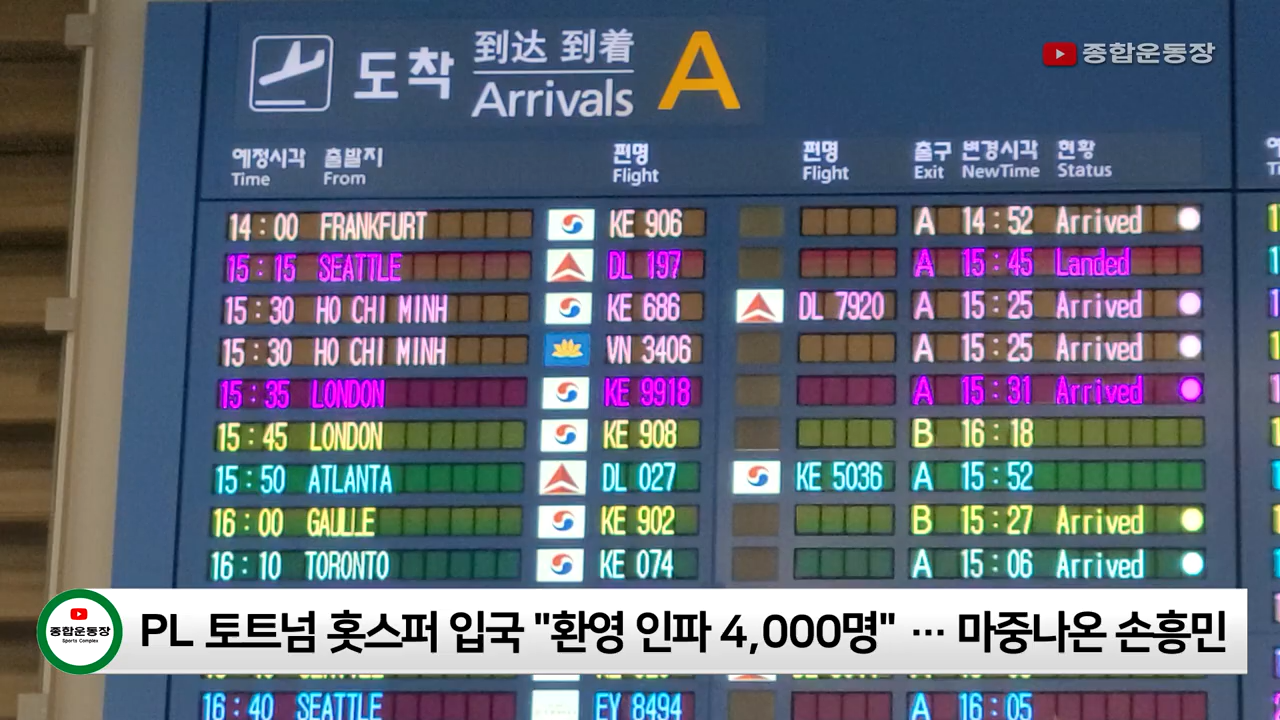 도착 到达 到着 A
Arrivals
종합운동장
예정시각 출발지 편명 편명 출구 변경시각 현황
Time From Flight Flight Exit NewTime Status
14:00 FRANKFURT KE 906 A 14:52 Arrived
15:15 SEATTLE DL 197 A 15:45 Landed
15:30 HO CHI MINH KE 686 DL 7920 A 15:25 Arrived
15:30 HO CHI MINH VN 3406 A 15:25 Arrived
15:35 LONDON KE 9918 A 15:31 Arrived
15:45 LONDON KE 908 B 16:18
15:50 ATLANTA DL 027 KE 5036 A 15:52
16:00 GAULLE KE 902 B 15:27 Arrived
16:10 TORONTO KE 074 A 15:06 Arrived
종합운동장
Sports Complex
PL 토트넘 홋스퍼 입국 "환영 인파 4,000명" … 마중나온 손흥민
16:40 SEATTLE EY 8494 A 16:05